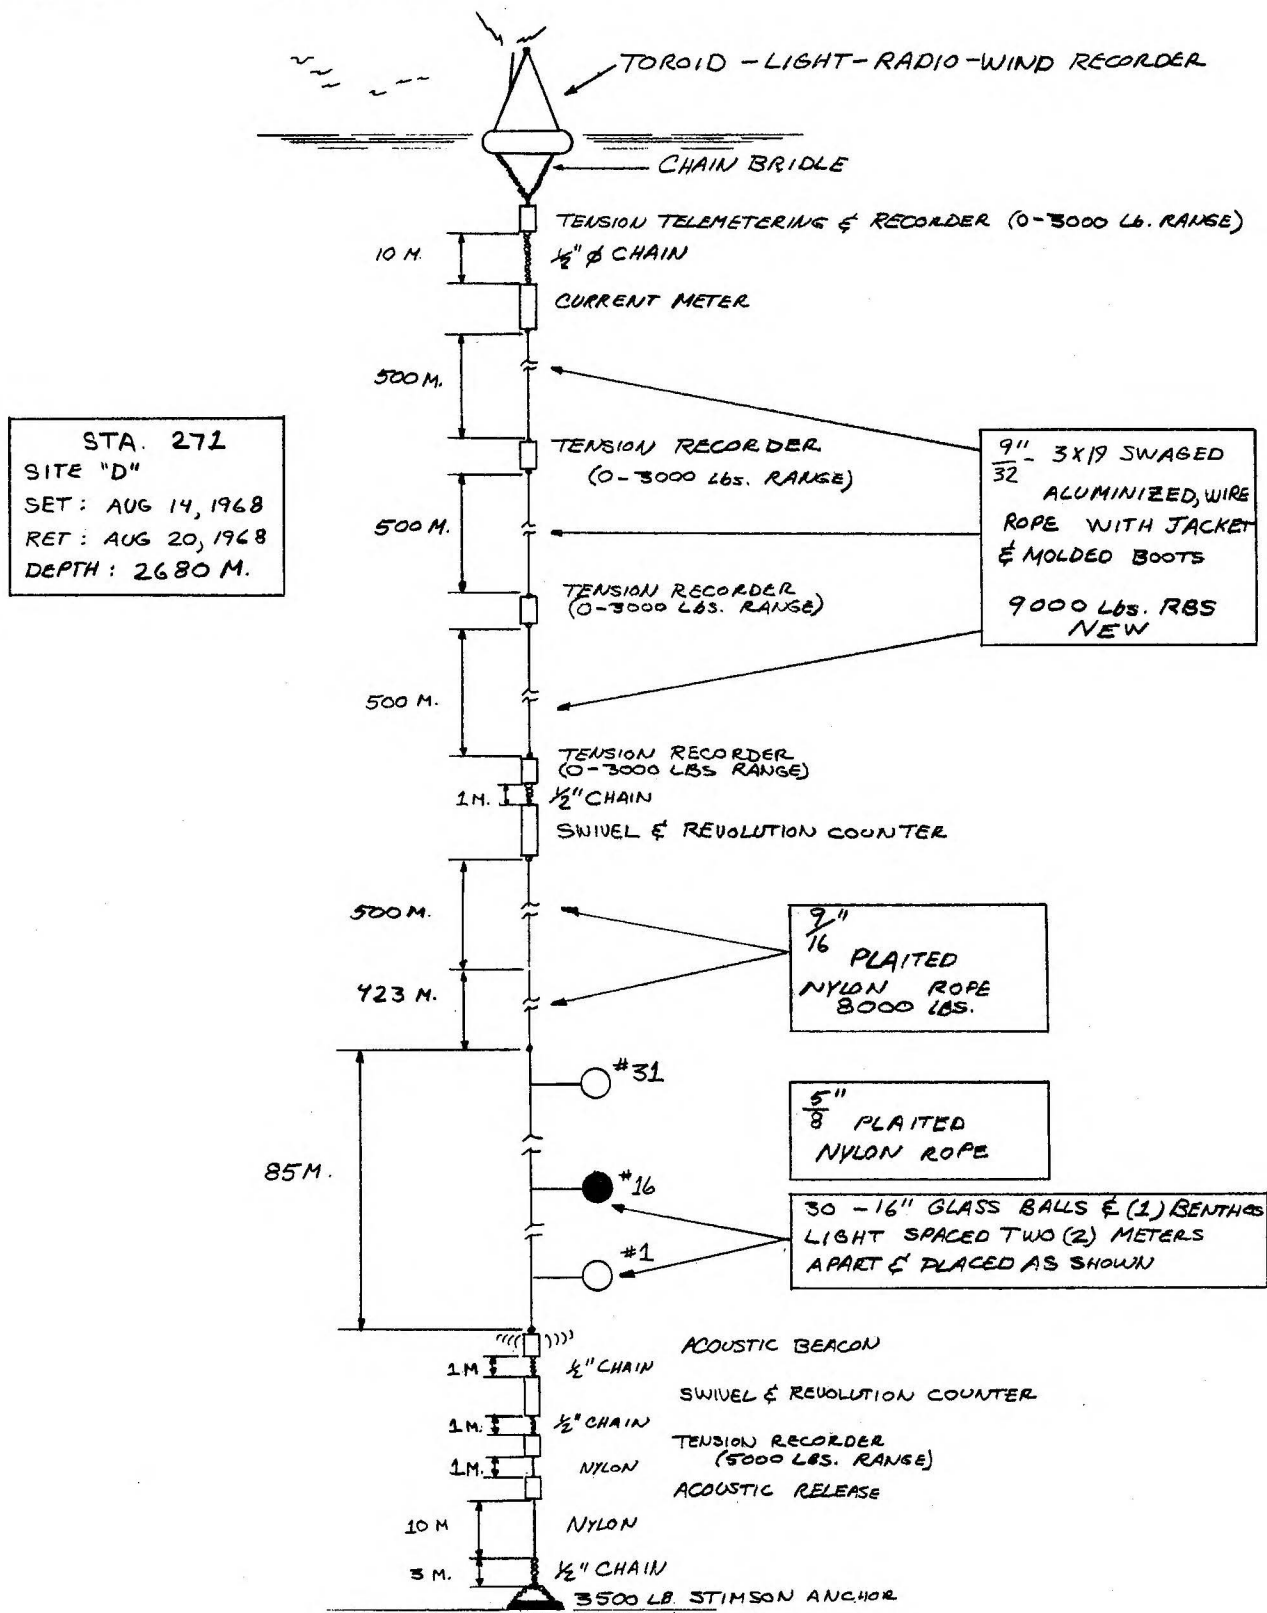 TOROID - LIGHT - RADIO - WIND RECORDER
CHAIN BRIDLE
TENSION TELEMETERING & RECORDER (0-3000 LB. RANGE)
10 M.
1/2" Ø CHAIN
CURRENT METER
500 M.
TENSION RECORDER
(0-3000 LBS. RANGE)
STA. 271
SITE "D"
SET: AUG 14, 1968
RET: AUG 20, 1968
DEPTH: 2680 M.
9/32" - 3X19 SWAGED
ALUMINIZED, WIRE
ROPE WITH JACKET
& MOLDED BOOTS
9000 LBS. RBS
NEW
500 M.
TENSION RECORDER
(0-3000 LBS. RANGE)
500 M.
TENSION RECORDER
(0-3000 LBS RANGE)
1 M.
1/2" CHAIN
SWIVEL & REVOLUTION COUNTER
500 M.
423 M.
9/16"
PLAITED
NYLON ROPE
8000 LBS.
#31
85 M.
5/8" PLAITED
NYLON ROPE
#16
#1
30 - 16" GLASS BALLS & (1) BENTHOS
LIGHT SPACED TWO (2) METERS
APART & PLACED AS SHOWN
ACOUSTIC BEACON
1 M
1/2" CHAIN
SWIVEL & REVOLUTION COUNTER
1 M.
1/2" CHAIN
TENSION RECORDER
(5000 LBS. RANGE)
1 M.
NYLON
ACOUSTIC RELEASE
10 M
NYLON
3 M.
1/2" CHAIN
3500 LB. STIMSON ANCHOR